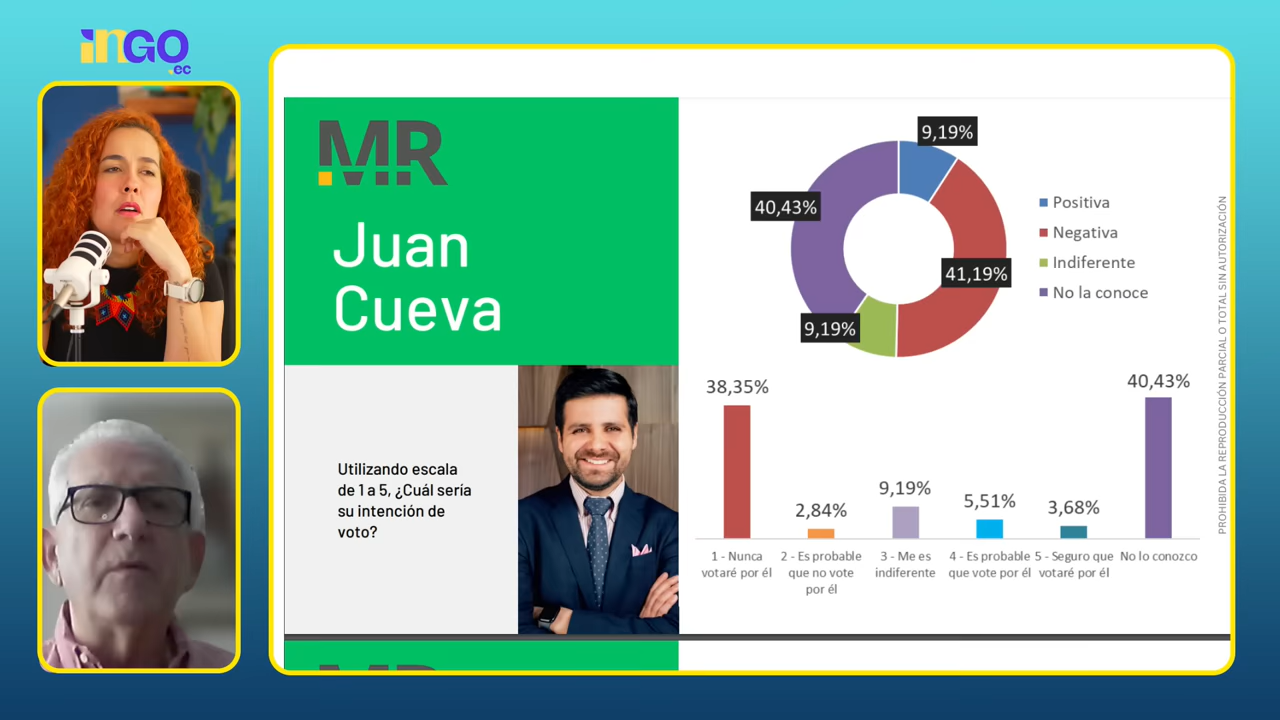 inGO
.ec
MR
Juan
Cueva
Utilizando escala
de 1 a 5, ¿Cuál sería
su intención de
voto?
9,19%
40,43%
41,19%
9,19%
Positiva
Negativa
Indiferente
No la conoce
38,35%
2,84%
9,19%
5,51%
3,68%
40,43%
1 - Nunca
votaré por él
2 - Es probable
que no vote
por él
3 - Me es
indiferente
4 - Es probable
que vote por él
5 - Seguro que
votaré por él
No lo conozco
PROHIBIDA LA REPRODUCCIÓN PARCIAL O TOTAL SIN AUTORIZACIÓN